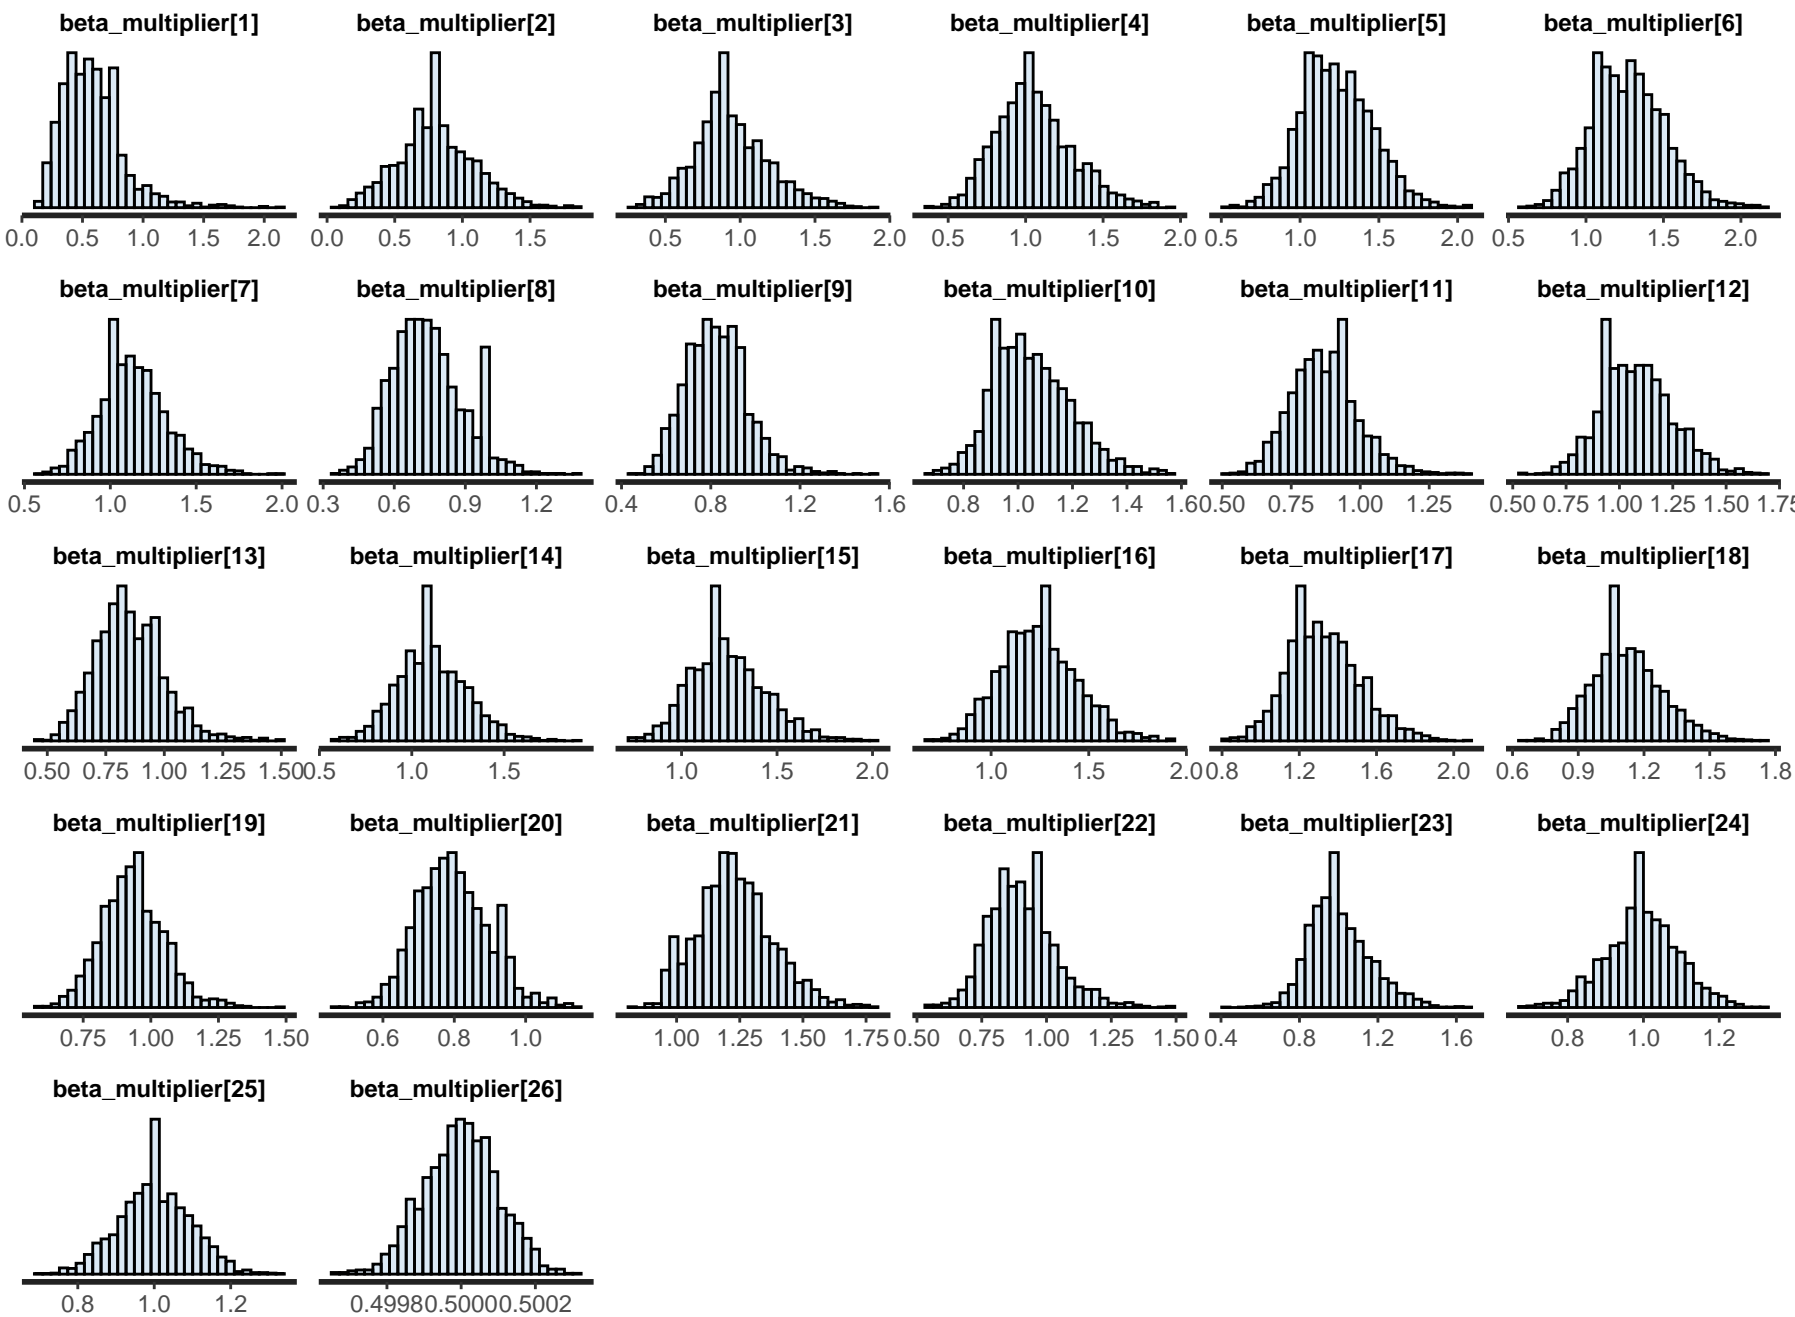 beta_multiplier[1] beta_multiplier[2] beta_multiplier[3] beta_multiplier[4] beta_multiplier[5] beta_multiplier[6]
0.0 0.5 1.0 1.5 2.0 0.0 0.5 1.0 1.5 0.5 1.0 1.5 2.0 0.5 1.0 1.5 2.0 0.5 1.0 1.5 2.0 0.5 1.0 1.5 2.0
beta_multiplier[7] beta_multiplier[8] beta_multiplier[9] beta_multiplier[10] beta_multiplier[11] beta_multiplier[12]
0.5 1.0 1.5 2.0 0.3 0.6 0.9 1.2 0.4 0.8 1.2 1.6 0.8 1.0 1.2 1.4 1.6 0.50 0.75 1.00 1.25 0.50 0.75 1.00 1.25 1.50 1.75
beta_multiplier[13] beta_multiplier[14] beta_multiplier[15] beta_multiplier[16] beta_multiplier[17] beta_multiplier[18]
0.50 0.75 1.00 1.25 1.50 0.5 1.0 1.5 1.0 1.5 2.0 1.0 1.5 2.0 0.8 1.2 1.6 2.0 0.6 0.9 1.2 1.5 1.8
beta_multiplier[19] beta_multiplier[20] beta_multiplier[21] beta_multiplier[22] beta_multiplier[23] beta_multiplier[24]
0.75 1.00 1.25 1.50 0.6 0.8 1.0 1.00 1.25 1.50 1.75 0.50 0.75 1.00 1.25 1.50 0.4 0.8 1.2 1.6 0.8 1.0 1.2
beta_multiplier[25] beta_multiplier[26]
0.8 1.0 1.2 0.4998 0.5000 0.5002